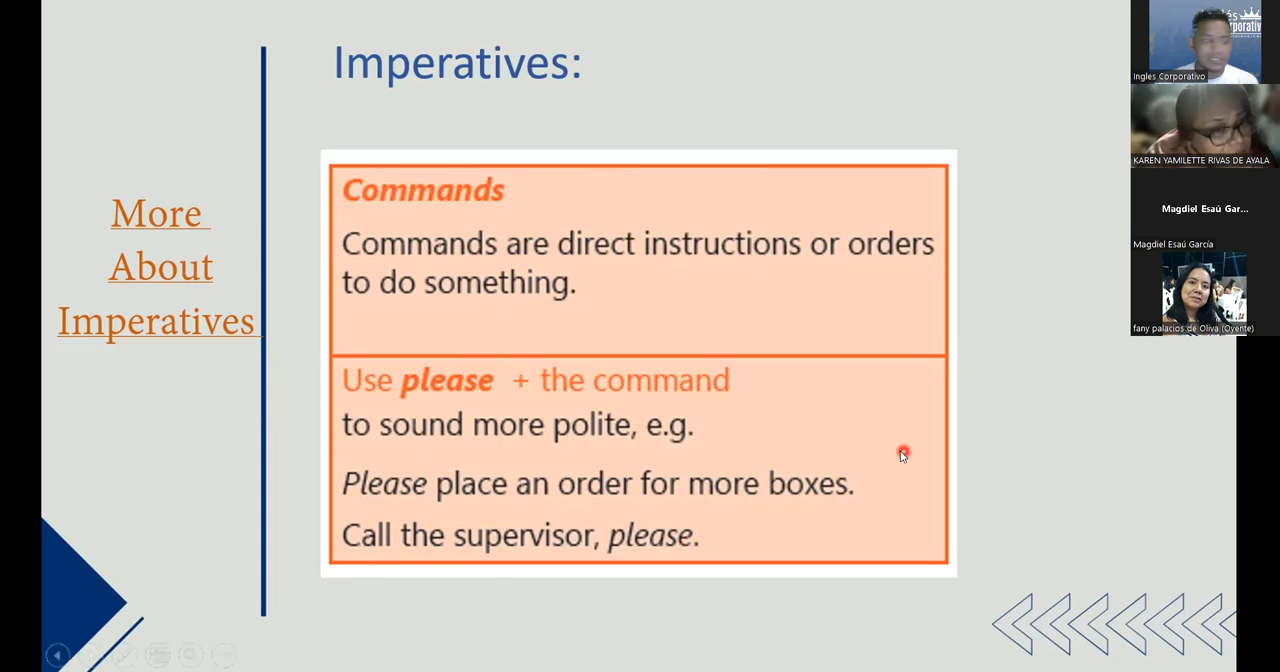 Imperatives:
More
About
Imperatives
Commands
Commands are direct instructions or orders
to do something.
Use please + the command
to sound more polite, e.g.
Please place an order for more boxes.
Call the supervisor, please.
Ingles Corporativo
KAREN YAMILETTE RIVAS DE AYALA
Magdiel Esaú Gar...
Magdiel Esaú García
fany palacios de Oliva (Oyente)